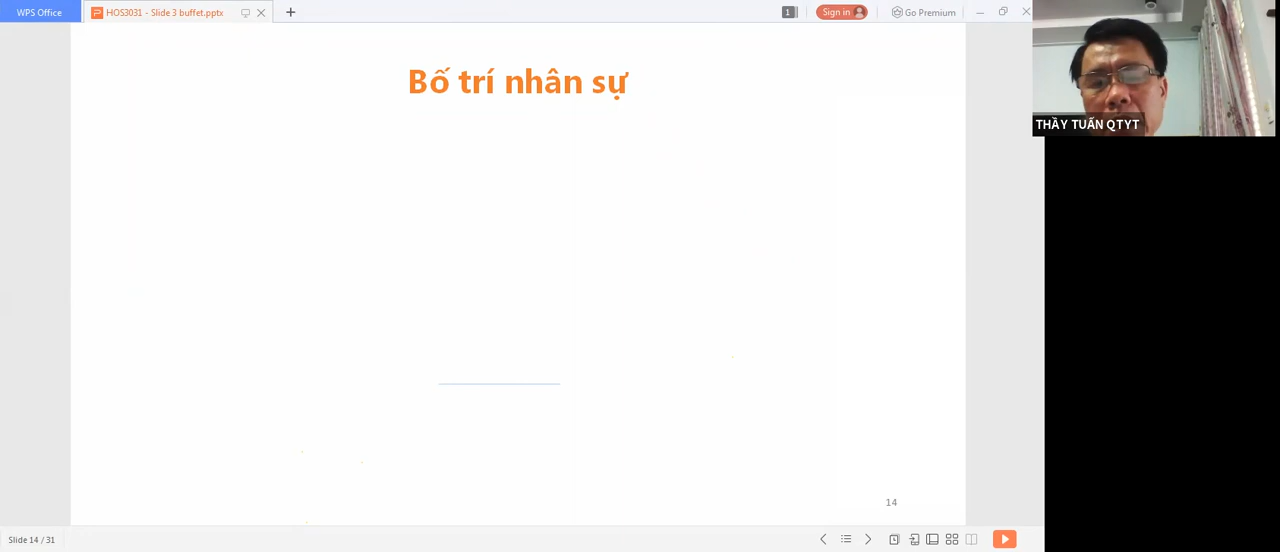 WPS Office
HOS3031 - Slide 3 buffet.pptx
1
Sign in
Go Premium
Bố trí nhân sự
THẦY TUẤN QTYT
14
Slide 14 / 31